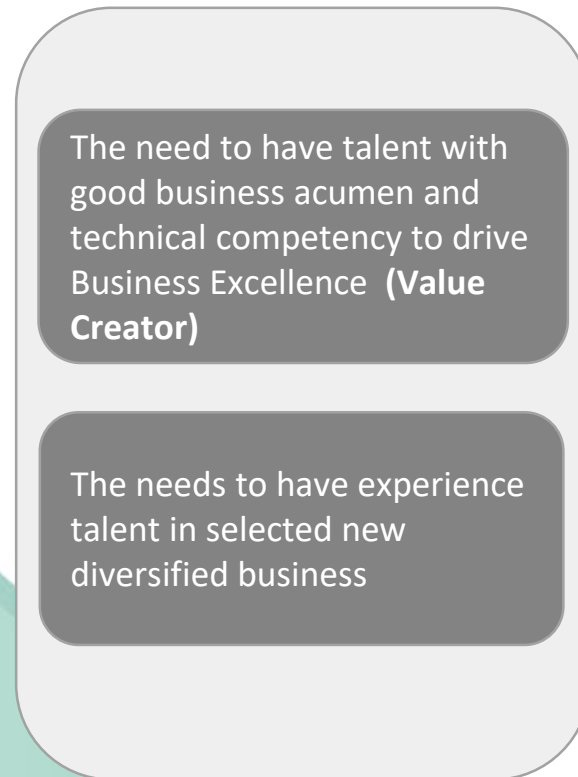 The need to have talent with
good business acumen and
technical competency to drive
Business Excellence (Value
Creator)
The needs to have experience
talent in selected new
diversified business